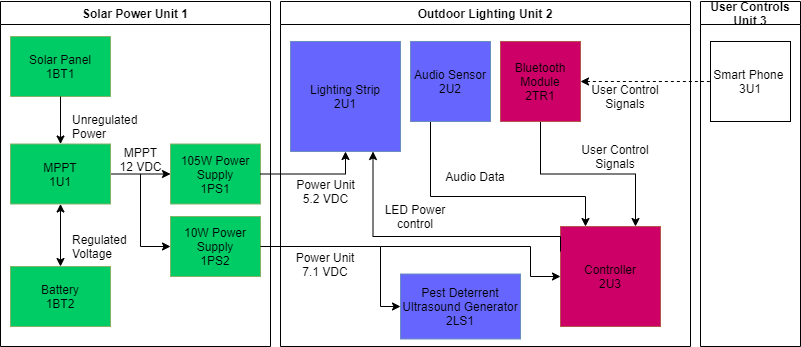 Solar Power Unit 1
Outdoor Lighting Unit 2
User Controls
Unit 3
Solar Panel
1BT1
Lighting Strip
2U1
Audio Sensor
2U2
Bluetooth
Module
2TR1
Smart Phone
3U1
User Control
Signals
Unregulated
Power
MPPT
12 VDC
MPPT
1U1
105W Power
Supply
1PS1
User Control
Signals
Power Unit
5.2 VDC
Audio Data
LED Power
control
10W Power
Supply
1PS2
Regulated
Voltage
Power Unit
7.1 VDC
Controller
2U3
Battery
1BT2
Pest Deterrent
Ultrasound Generator
2LS1